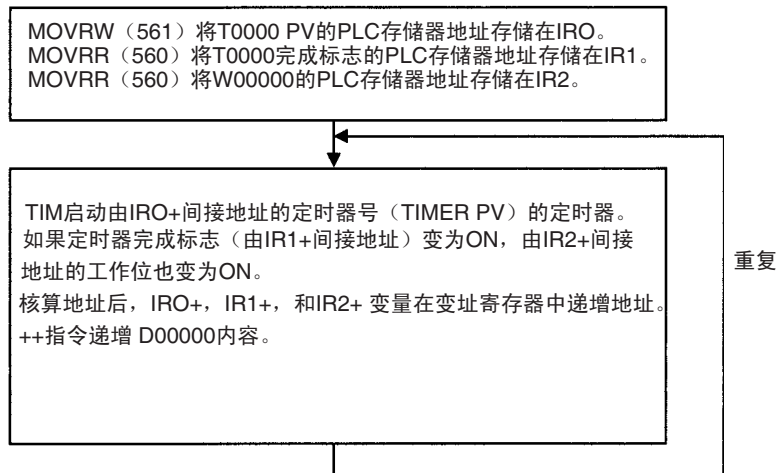 MOVRW（561）将T0000 PV的PLC存储器地址存储在IRO。
MOVRR（560）将T0000完成标志的PLC存储器地址存储在IR1。
MOVRR（560）将W00000的PLC存储器地址存储在IR2。
TIM启动由IRO+间接地址的定时器号（TIMER PV）的定时器。
如果定时器完成标志（由IR1+间接地址）变为ON，由IR2+间接
地址的工作位也变为ON。
核算地址后，IRO+，IR1+，和IR2+ 变量在变址寄存器中递增地址。
++指令递增 D00000内容。
重复